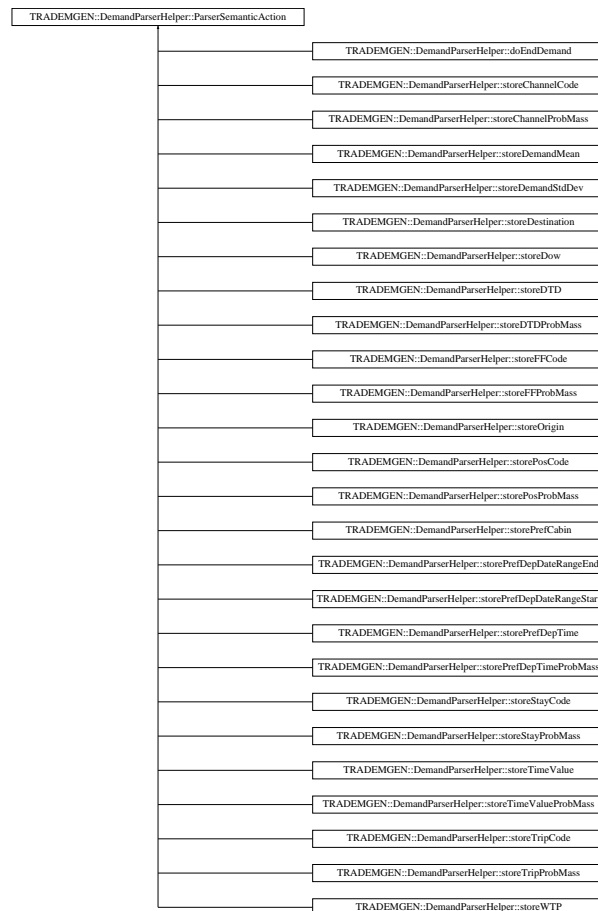 TRADEMGEN::DemandParserHelper::ParserSemanticAction
TRADEMGEN::DemandParserHelper::doEndDemand
TRADEMGEN::DemandParserHelper::storeChannelCode
TRADEMGEN::DemandParserHelper::storeChannelProbMass
TRADEMGEN::DemandParserHelper::storeDemandMean
TRADEMGEN::DemandParserHelper::storeDemandStdDev
TRADEMGEN::DemandParserHelper::storeDestination
TRADEMGEN::DemandParserHelper::storeDow
TRADEMGEN::DemandParserHelper::storeDTD
TRADEMGEN::DemandParserHelper::storeDTDProbMass
TRADEMGEN::DemandParserHelper::storeFFCode
TRADEMGEN::DemandParserHelper::storeFFProbMass
TRADEMGEN::DemandParserHelper::storeOrigin
TRADEMGEN::DemandParserHelper::storePosCode
TRADEMGEN::DemandParserHelper::storePosProbMass
TRADEMGEN::DemandParserHelper::storePrefCabin
TRADEMGEN::DemandParserHelper::storePrefDepDateRangeEnd
TRADEMGEN::DemandParserHelper::storePrefDepDateRangeStart
TRADEMGEN::DemandParserHelper::storePrefDepTime
TRADEMGEN::DemandParserHelper::storePrefDepTimeProbMass
TRADEMGEN::DemandParserHelper::storeStayCode
TRADEMGEN::DemandParserHelper::storeStayProbMass
TRADEMGEN::DemandParserHelper::storeTimeValue
TRADEMGEN::DemandParserHelper::storeTimeValueProbMass
TRADEMGEN::DemandParserHelper::storeTripCode
TRADEMGEN::DemandParserHelper::storeTripProbMass
TRADEMGEN::DemandParserHelper::storeWTP